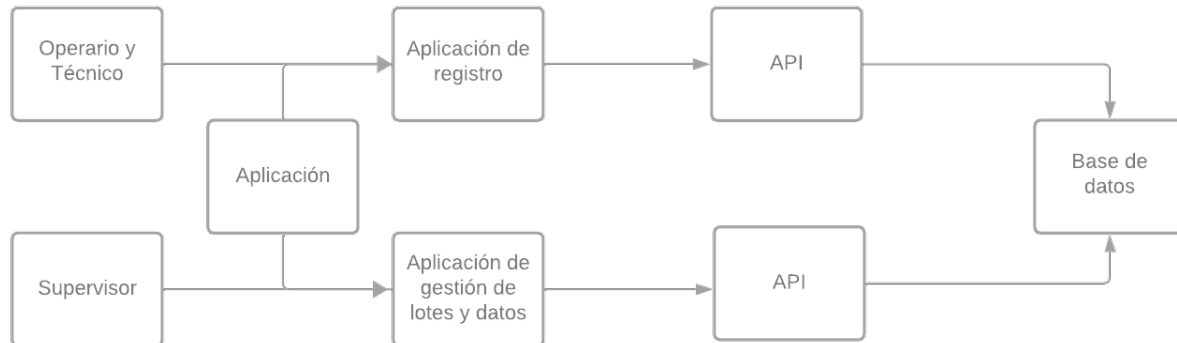 Operario y
Técnico
Aplicación de
registro
API
Aplicación
Base de
datos
Supervisor
Aplicación de
gestión de
lotes y datos
API